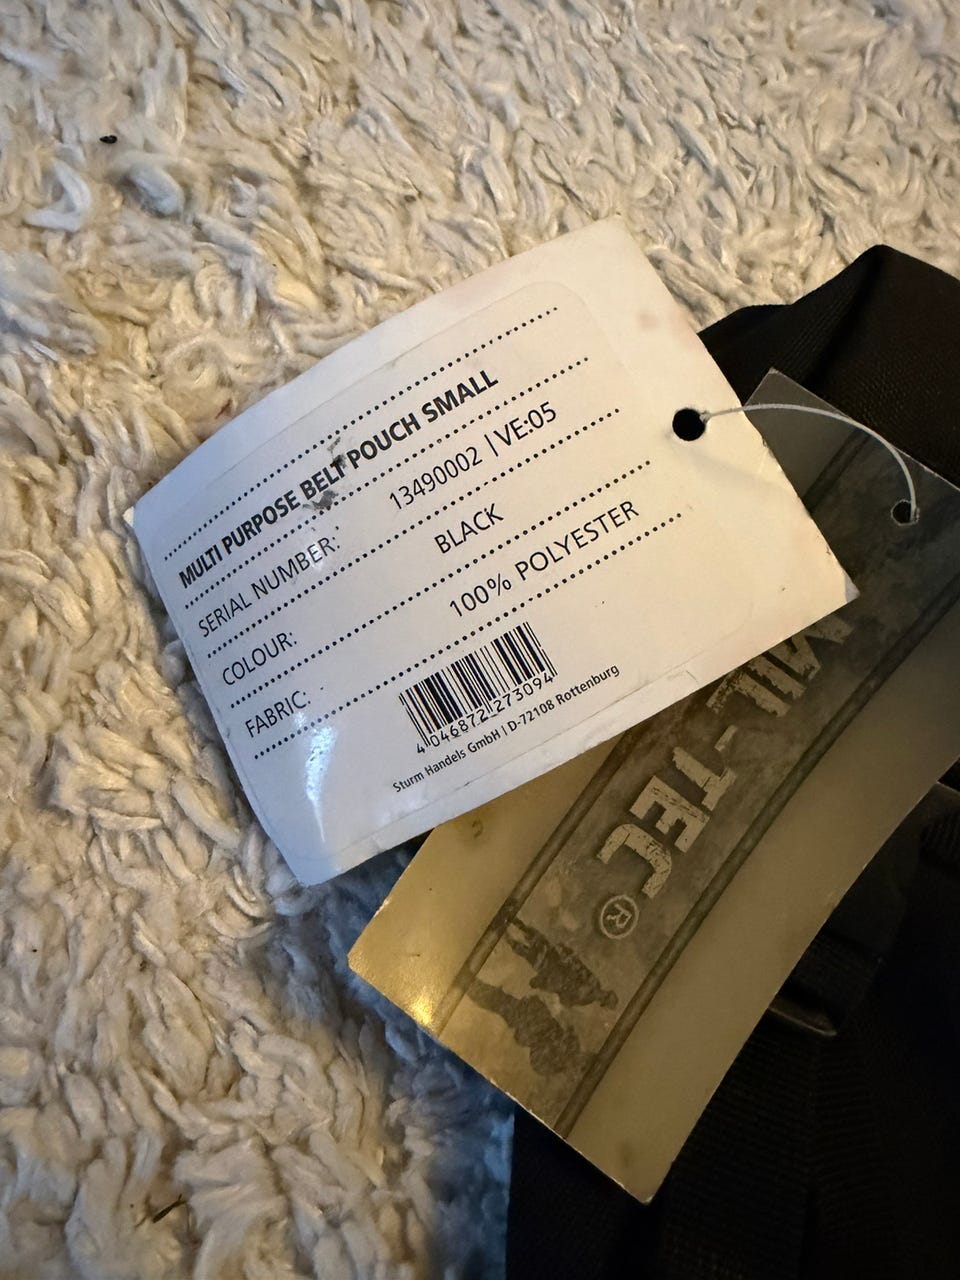 MULTI PURPOSE BELT POUCH SMALL
SERIAL NUMBER: 13490002 | VE:05
COLOUR: BLACK
FABRIC: 100% POLYESTER
4 046872 273094
Sturm Handels GmbH | D-72108 Rottenburg
MIL-TEC®